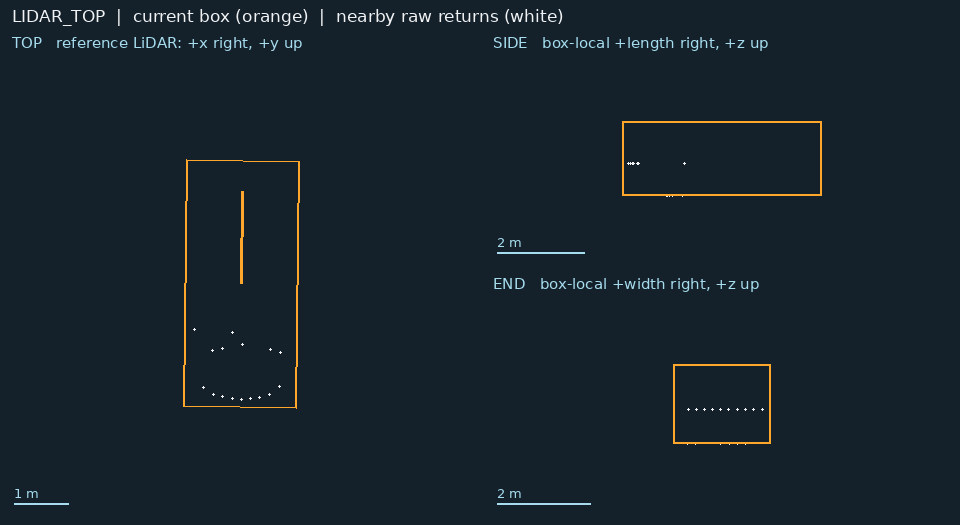 LIDAR_TOP | current box (orange) | nearby raw returns (white)
TOP reference LiDAR: +x right, +y up
SIDE box-local +length right, +z up
2 m
END box-local +width right, +z up
1 m
2 m